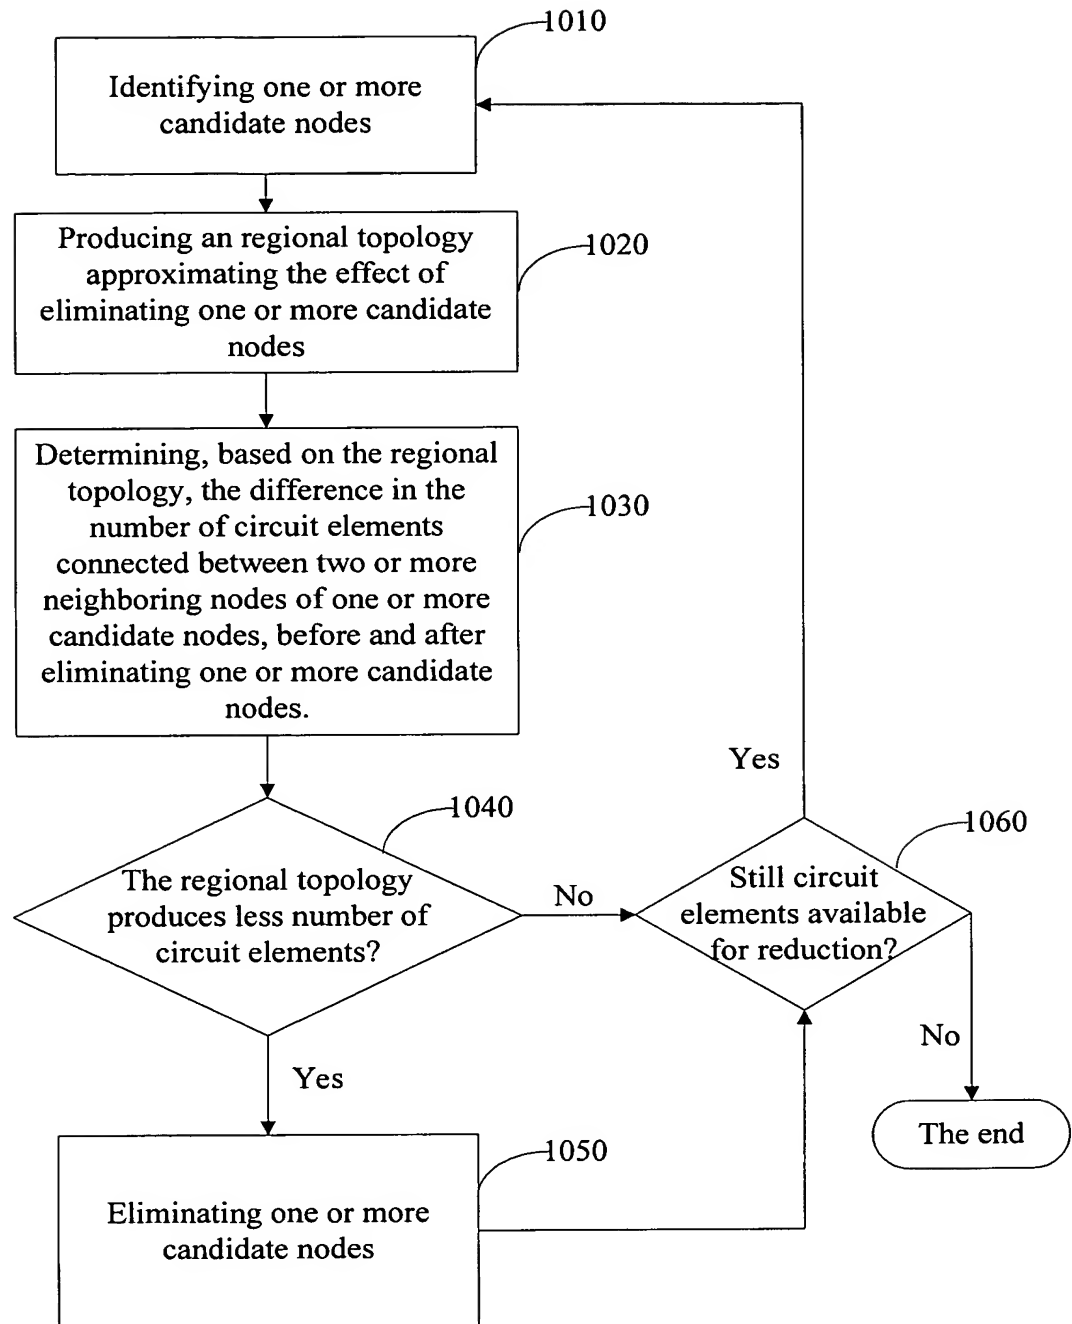 1010
Identifying one or more
candidate nodes
Producing an regional topology
approximating the effect of
eliminating one or more candidate
nodes
1020
Determining, based on the regional
topology, the difference in the
number of circuit elements
connected between two or more
neighboring nodes of one or more
candidate nodes, before and after
eliminating one or more candidate
nodes.
1030
Yes
1040
The regional topology
produces less number of
circuit elements?
No
1060
Still circuit
elements available
for reduction?
No
Yes
The end
1050
Eliminating one or more
candidate nodes